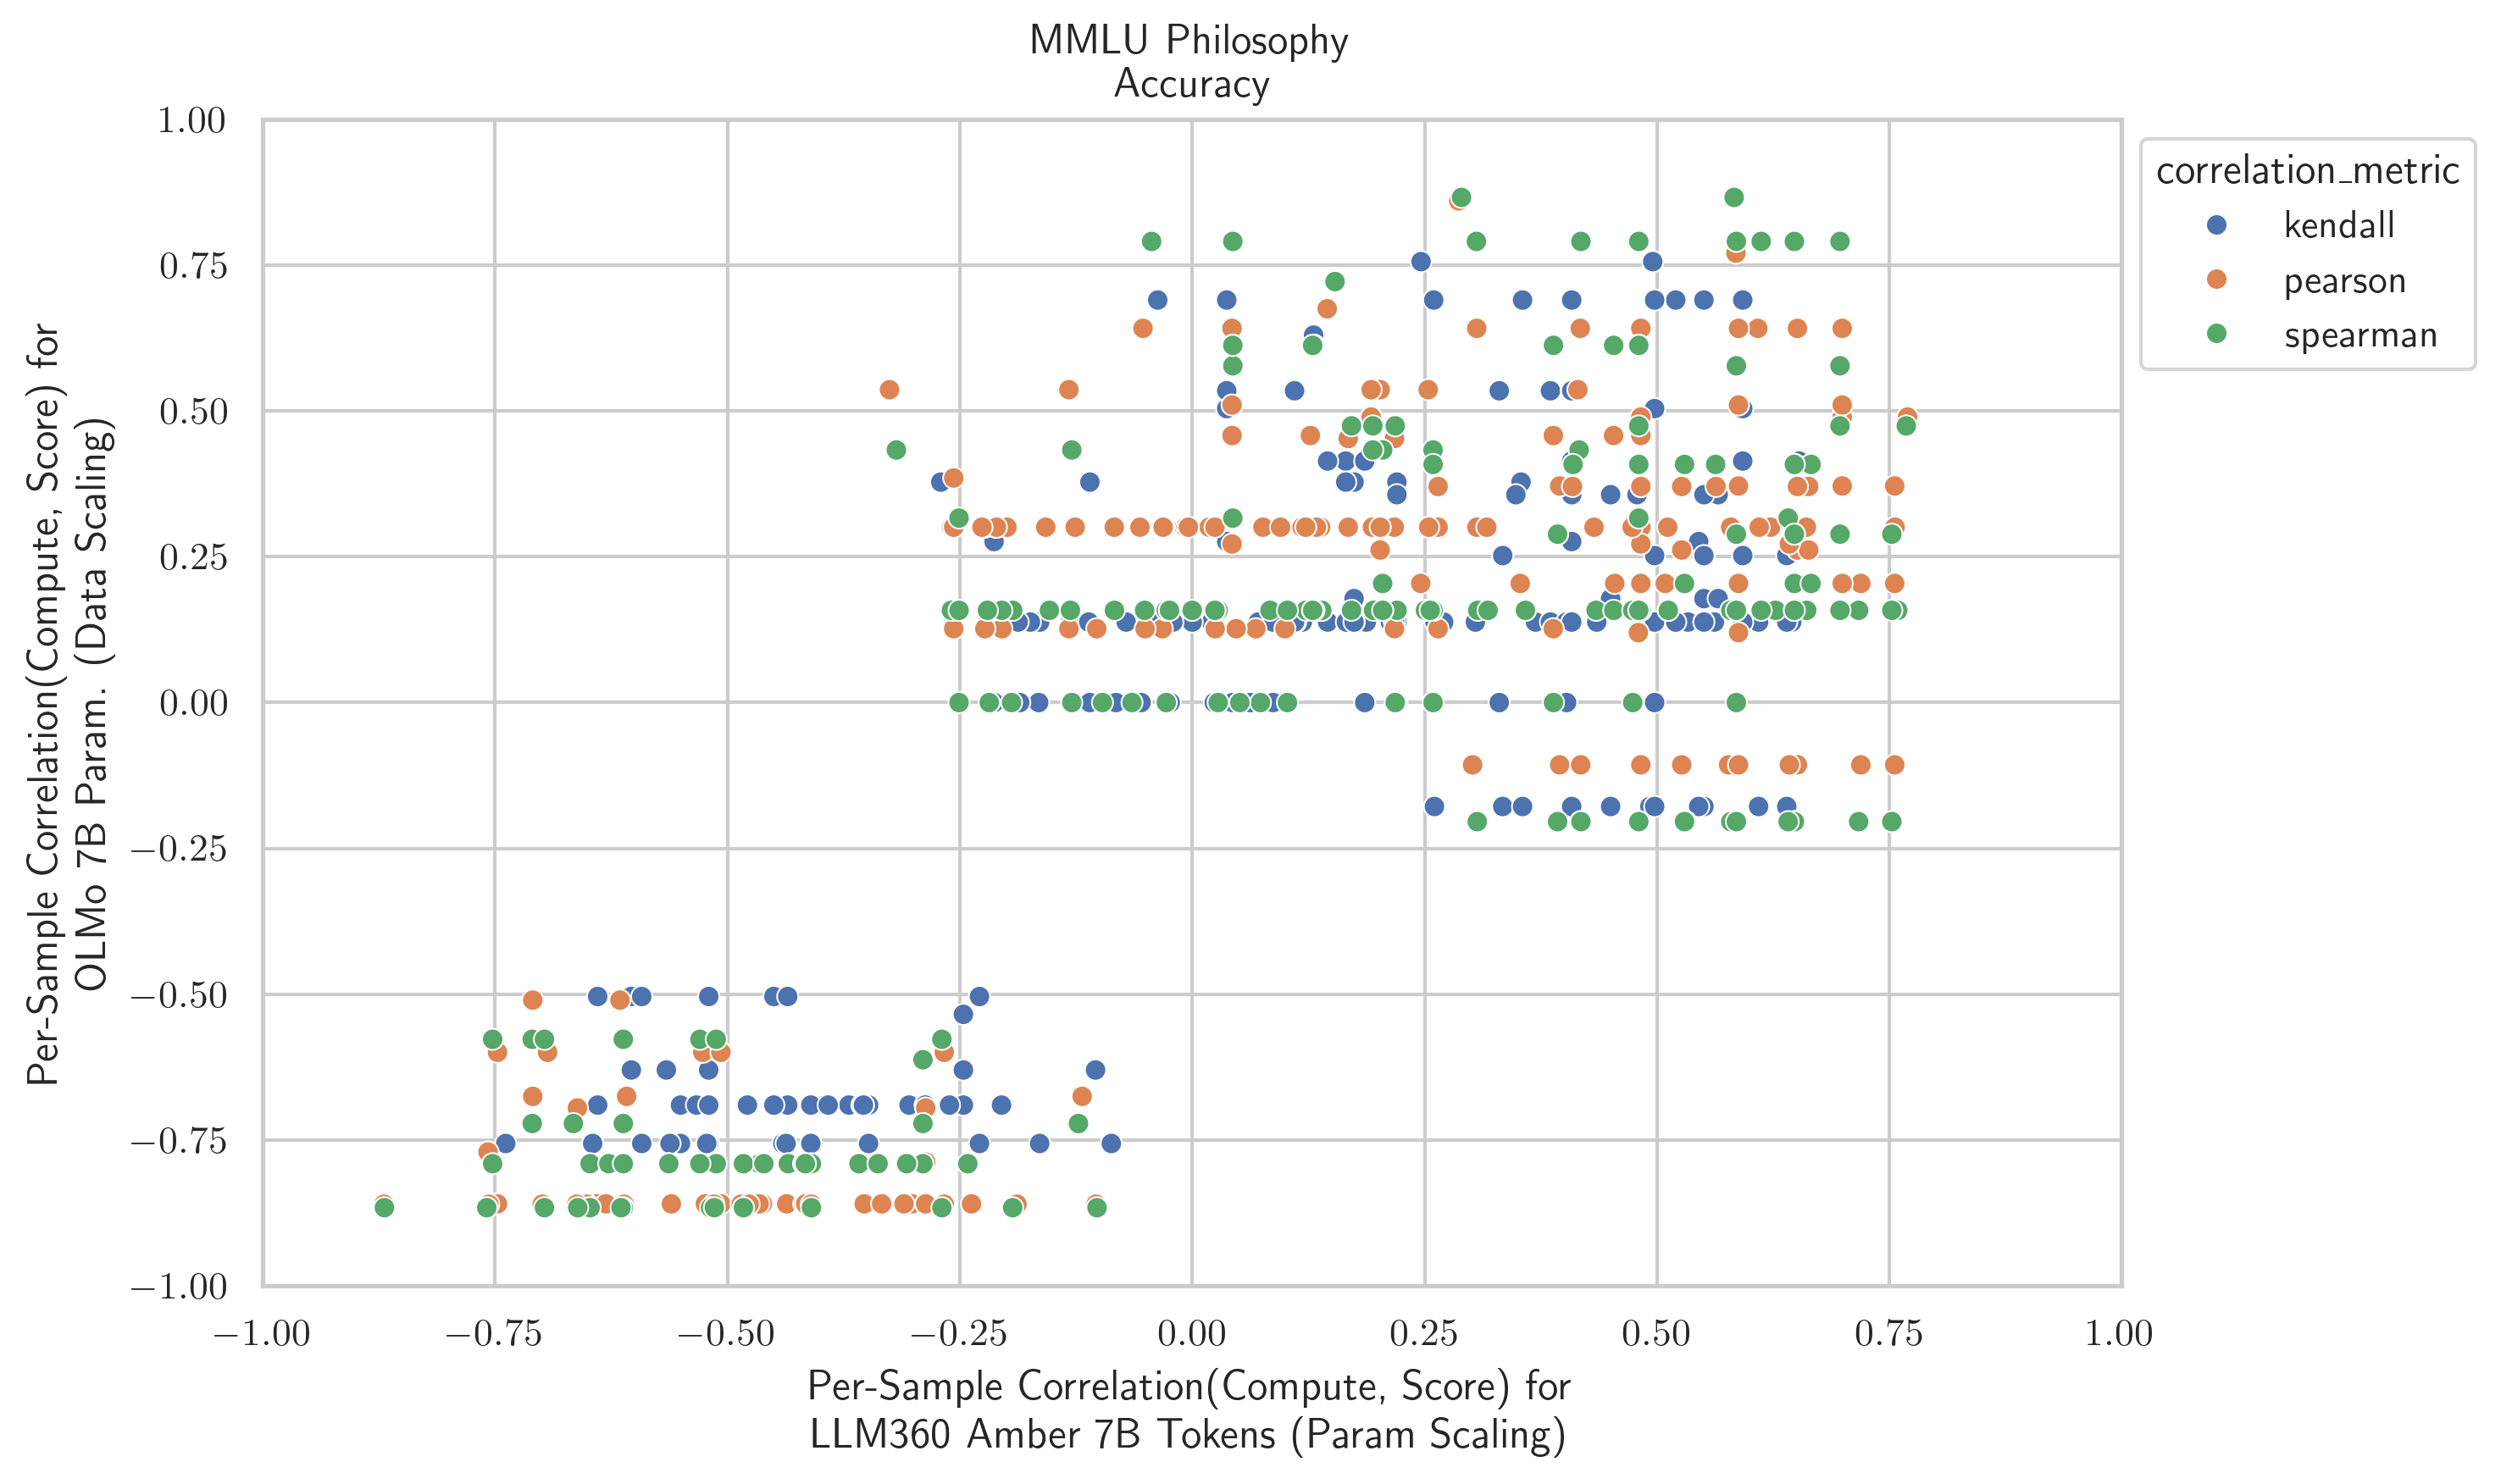 MMLU Philosophy
Accuracy
1.00
0.75
0.50
0.25
0.00
−0.25
−0.50
−0.75
−1.00
Per-Sample Correlation(Compute, Score) for
OLMo 7B Param. (Data Scaling)
correlation_metric
kendall
pearson
spearman
−1.00 −0.75 −0.50 −0.25 0.00 0.25 0.50 0.75 1.00
Per-Sample Correlation(Compute, Score) for
LLM360 Amber 7B Tokens (Param Scaling)